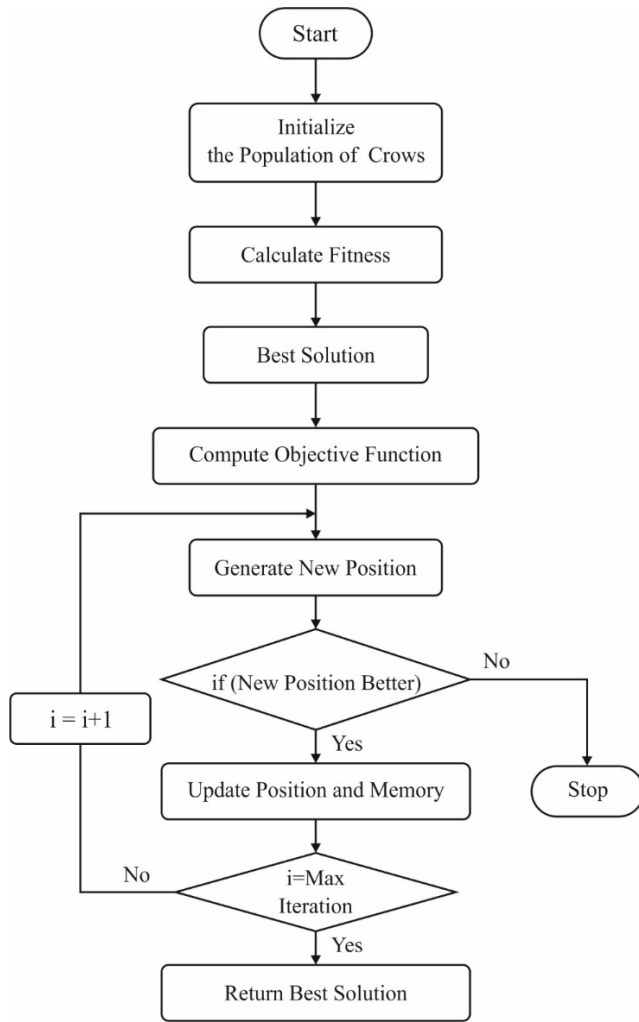 Start
Initialize
the Population of Crows
Calculate Fitness
Best Solution
Compute Objective Function
Generate New Position
if (New Position Better)
No
i = i+1
Yes
Update Position and Memory
Stop
No
i=Max
Iteration
Yes
Return Best Solution